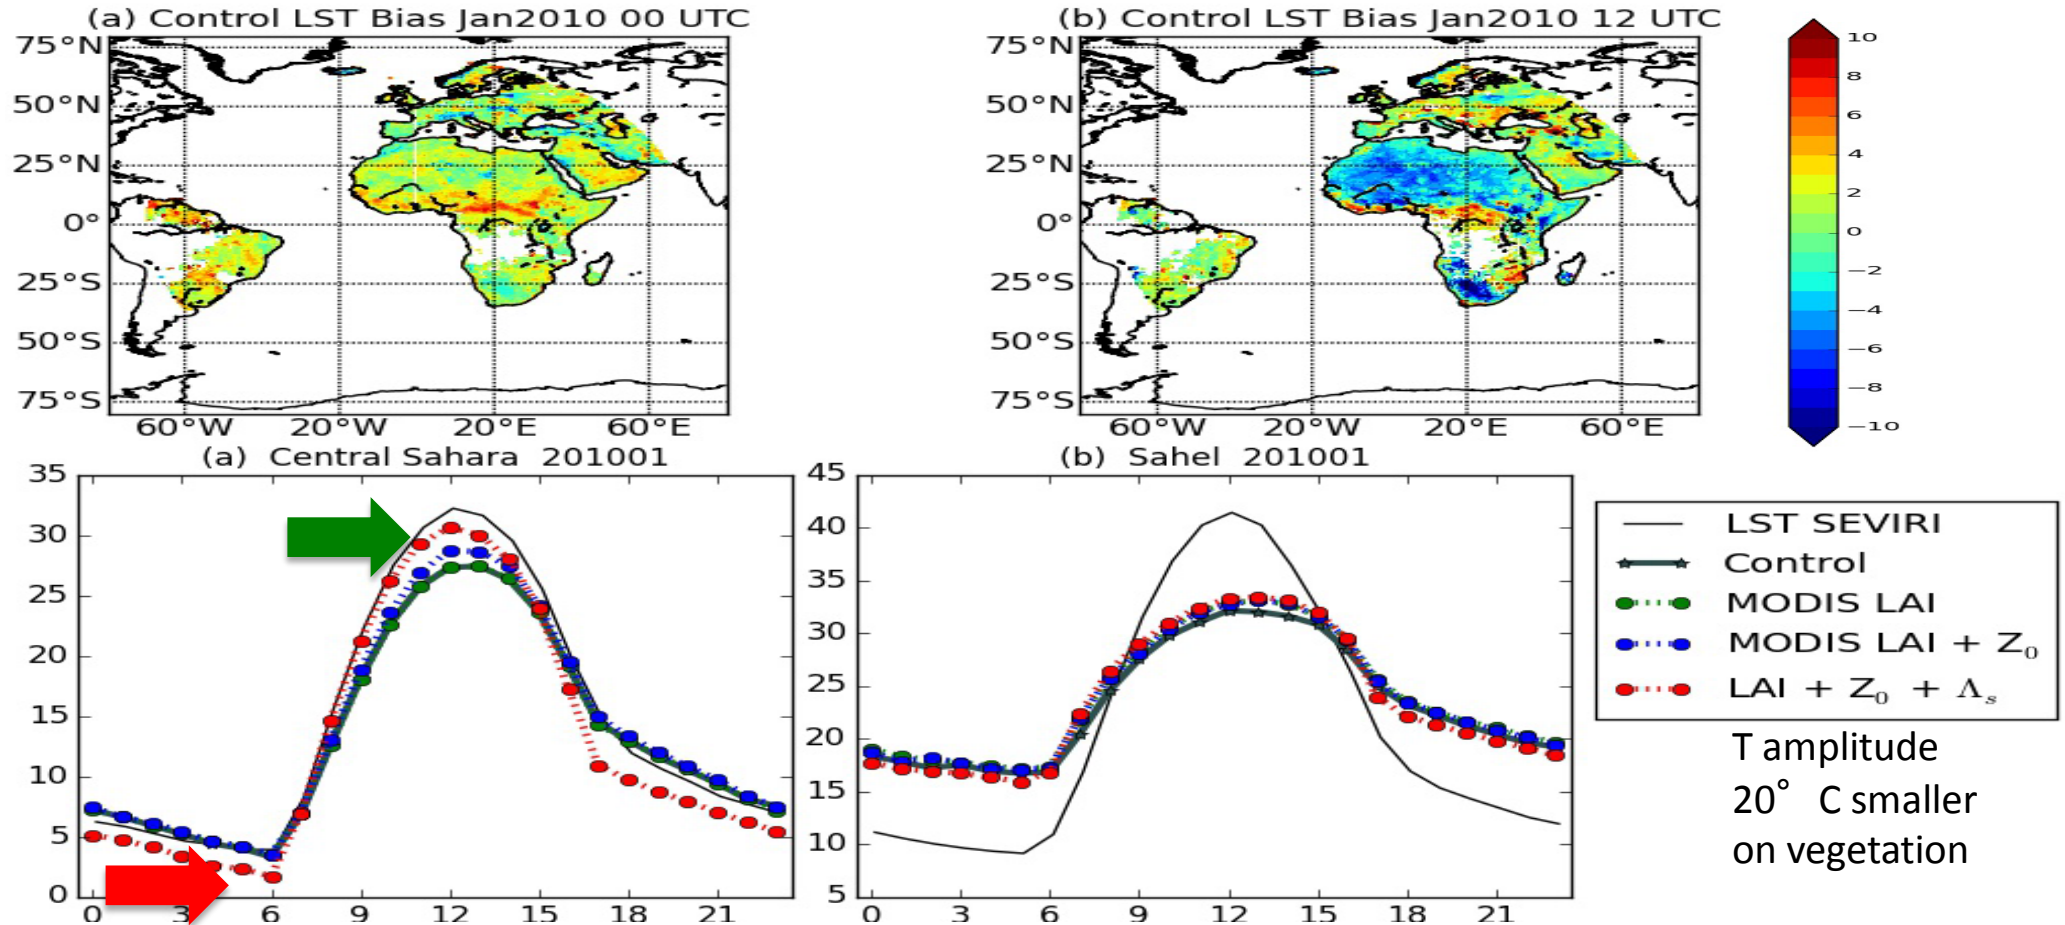 (a) Control LST Bias Jan2010 00 UTC
75°N
50°N
25°N
0°
25°S
50°S
75°S
60°W 20°W 20°E 60°E
(b) Control LST Bias Jan2010 12 UTC
75°N
50°N
25°N
0°
25°S
50°S
75°S
60°W 20°W 20°E 60°E
10
8
6
4
2
0
−2
−4
−6
−8
−10
(a) Central Sahara 201001
35
30
25
20
15
10
5
0
0 3 6 9 12 15 18 21
(b) Sahel 201001
45
40
35
30
25
20
15
10
5
0 3 6 9 12 15 18 21
LST SEVIRI
Control
MODIS LAI
MODIS LAI + Z₀
LAI + Z₀ + Λₛ
T amplitude
20° C smaller
on vegetation